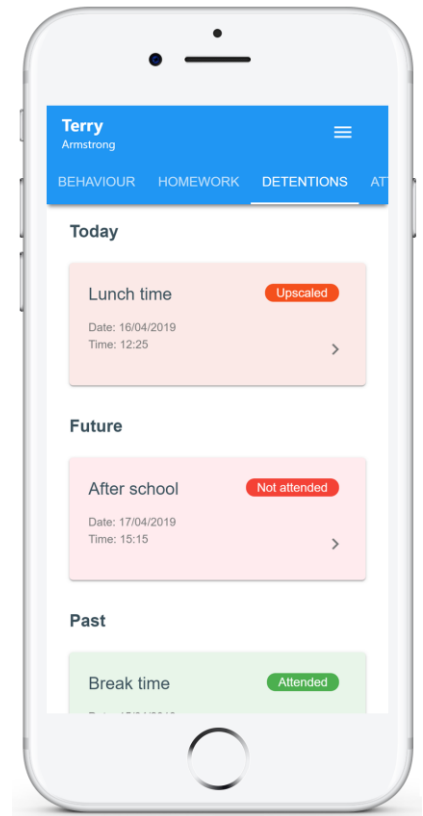 Terry
Armstrong
BEHAVIOUR HOMEWORK DETENTIONS AT
Today
Lunch time Upscaled
Date: 16/04/2019
Time: 12:25
Future
After school Not attended
Date: 17/04/2019
Time: 15:15
Past
Break time Attended